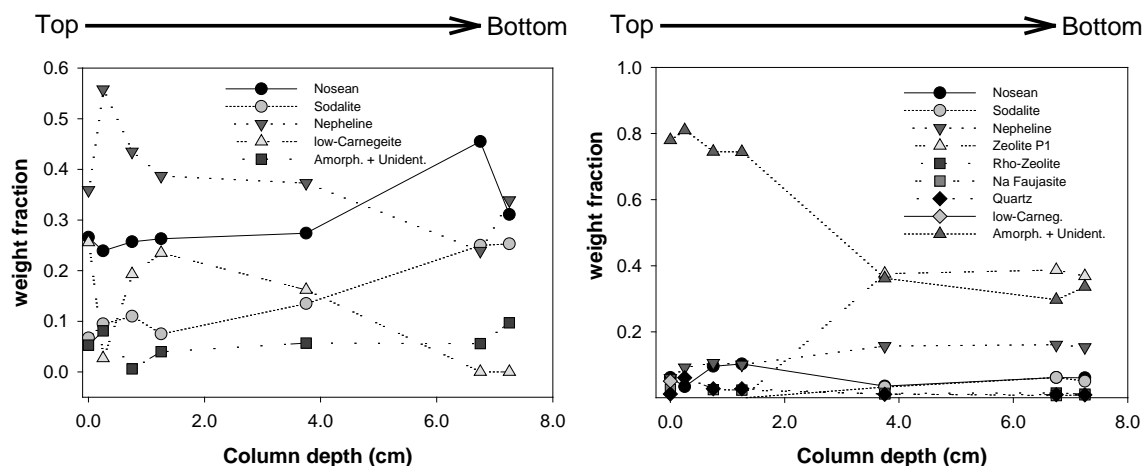 Top
Bottom
0.6
0.5
0.4
0.3
0.2
0.1
0.0
weight fraction
Nosean
Sodalite
Nepheline
low-Carnegeite
Amorph. + Unident.
0.0
2.0
4.0
6.0
8.0
Column depth (cm)
Top
Bottom
1.0
0.8
0.6
0.4
0.2
weight fraction
Nosean
Sodalite
Nepheline
Zeolite P1
Rho-Zeolite
Na Faujasite
Quartz
low-Carneg.
Amorph. + Unident.
0.0
2.0
4.0
6.0
8.0
Column depth (cm)